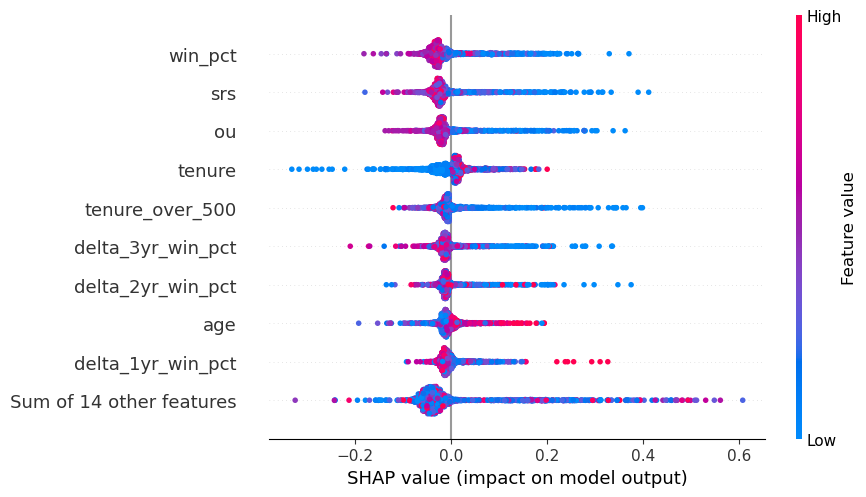 High
win_pct
srs
ou
tenure
tenure_over_500
delta_3yr_win_pct
delta_2yr_win_pct
age
delta_1yr_win_pct
Sum of 14 other features
Feature value
Low
−0.2 0.0 0.2 0.4 0.6
SHAP value (impact on model output)